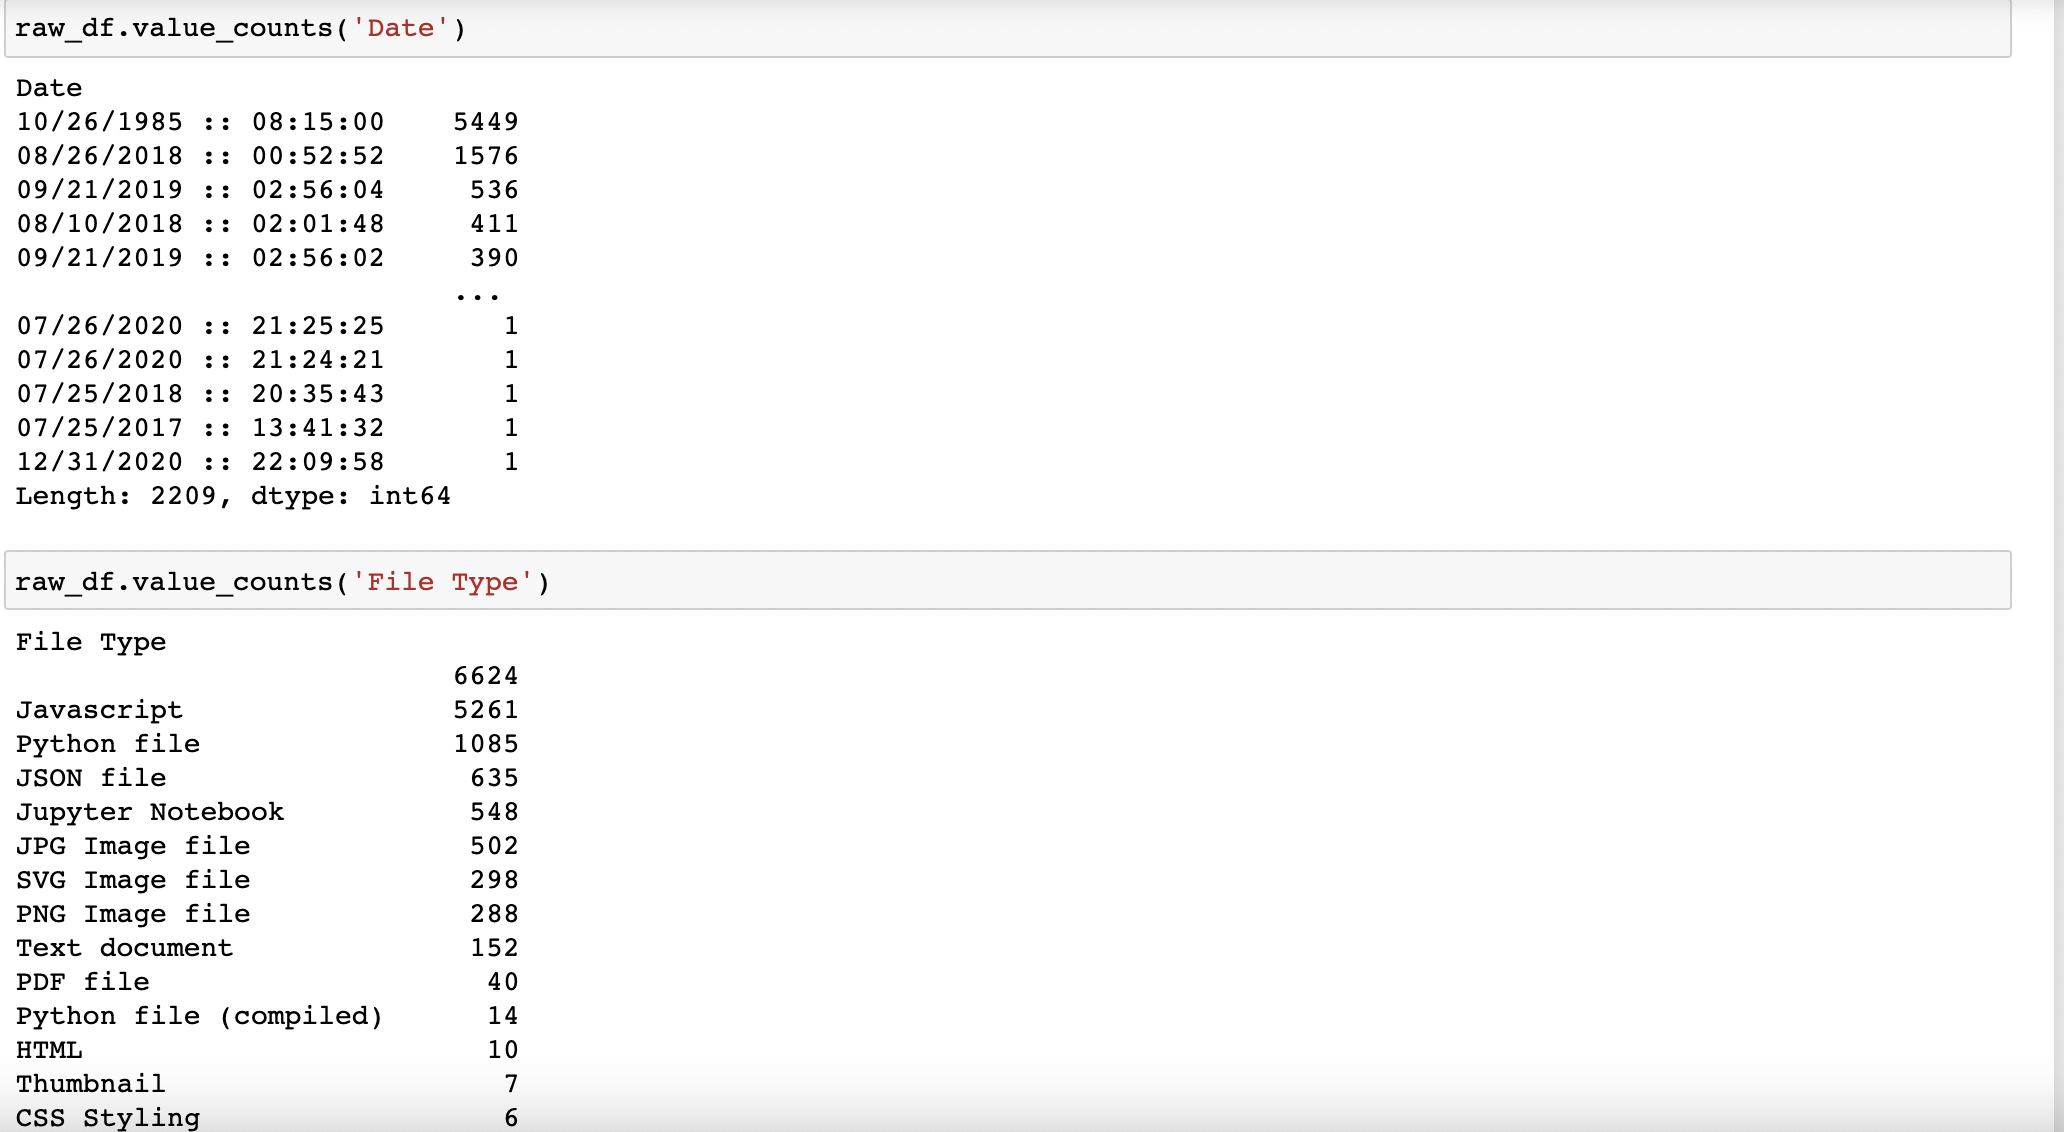 raw_df.value_counts('Date')
Date
10/26/1985 :: 08:15:00    5449
08/26/2018 :: 00:52:52    1576
09/21/2019 :: 02:56:04     536
08/10/2018 :: 02:01:48     411
09/21/2019 :: 02:56:02     390
...
07/26/2020 :: 21:25:25       1
07/26/2020 :: 21:24:21       1
07/25/2018 :: 20:35:43       1
07/25/2017 :: 13:41:32       1
12/31/2020 :: 22:09:58       1
Length: 2209, dtype: int64
raw_df.value_counts('File Type')
File Type
6624
Javascript                5261
Python file               1085
JSON file                  635
Jupyter Notebook           548
JPG Image file             502
SVG Image file             298
PNG Image file             288
Text document              152
PDF file                    40
Python file (compiled)      14
HTML                        10
Thumbnail                    7
CSS Styling                  6